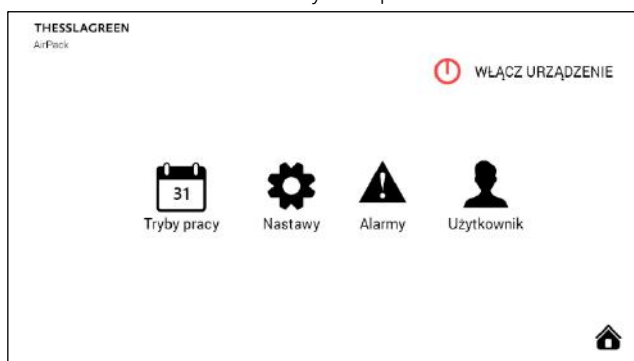 THESSLAGREEN
AirPack
WŁĄCZ URZĄDZENIE
31
Tryby pracy
Nastawy
Alarmy
Użytkownik